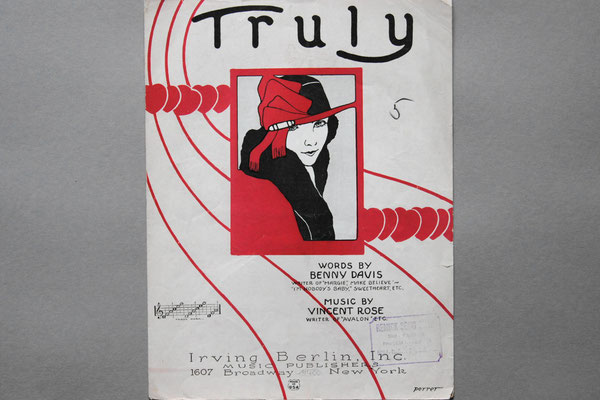 Truly
5
WORDS BY
BENNY DAVIS
WRITER OF "MARGIE", MAKE BELIEVE"~
"I'M NOBODY'S BABY," SWEETHEART, ETC.
MUSIC BY
VINCENT ROSE
WRITER OF "AVALON", ETC.
Irving Berlin, Inc.
MUSIC PUBLISHERS
1607 Broadway New York
perret